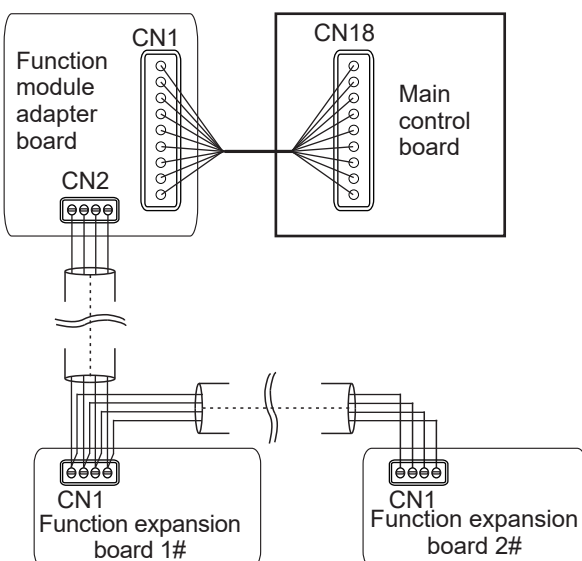 CN1
Function
module
adapter
board
CN2
CN18
Main
control
board
CN1
Function expansion
board 1#
CN1
Function expansion
board 2#